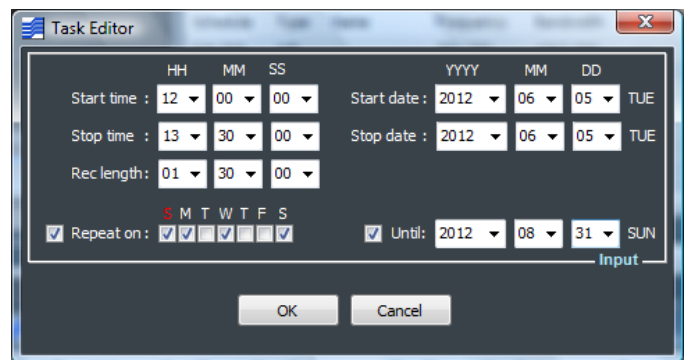 Task Editor
HH MM SS YYYY MM DD
Start time : 12 00 00 Start date : 2012 06 05 TUE
Stop time : 13 30 00 Stop date : 2012 06 05 TUE
Rec length : 01 30 00
S M T W T F S
Repeat on : Until: 2012 08 31 SUN
Input
OK Cancel